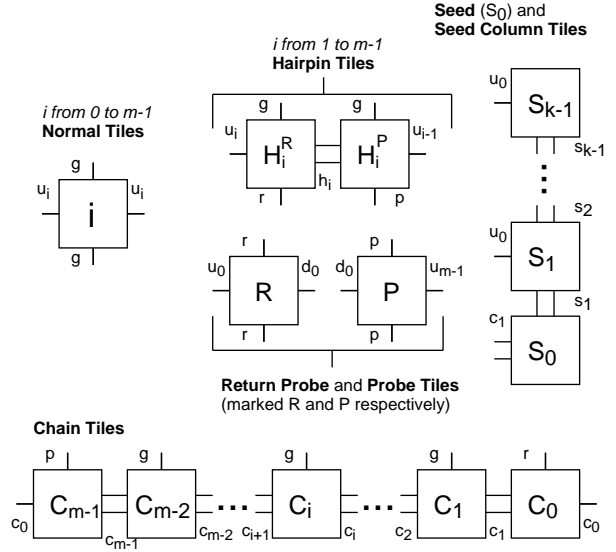 Seed (S0) and
Seed Column Tiles
i from 1 to m-1
Hairpin Tiles
i from 0 to m-1
Normal Tiles
g
ui
i
ui
g
g
g
ui
HiR
HiP
ui-1
hi
r
p
r
p
u0
R
d0
d0
P
um-1
r
p
Return Probe and Probe Tiles
(marked R and P respectively)
u0
Sk-1
sk-1
s2
u0
S1
s1
c1
S0
Chain Tiles
p
g
g
g
r
Cm-1
Cm-2
Ci
C1
C0
c0
cm-1
cm-2
ci+1
ci
c2
c1
c0